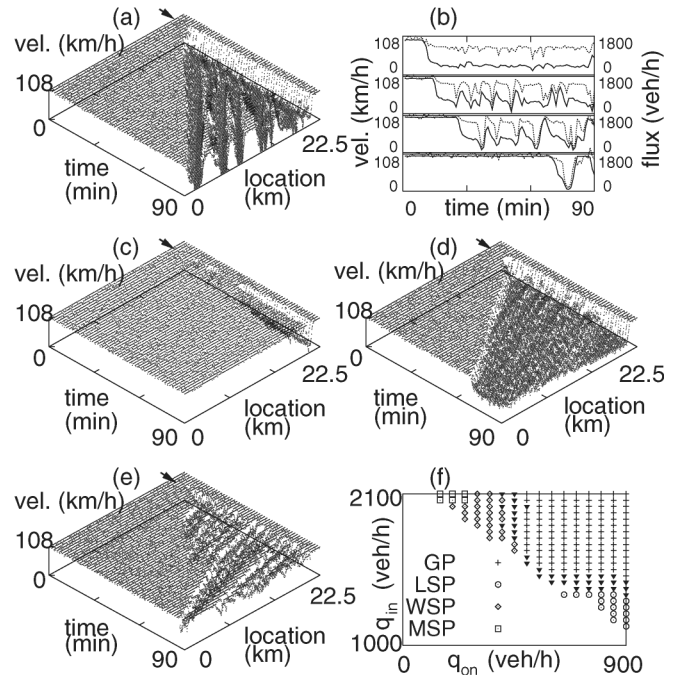 (a)
vel. (km/h)
108
0
time
(min)
90
0
location
(km)
22.5
(b)
vel. (km/h)
108
0
108
0
108
0
108
0
1800
0
1800
0
1800
0
1800
0
flux (veh/h)
0
time (min)
90
(c)
vel. (km/h)
108
0
time
(min)
90
0
location
(km)
22.5
(d)
vel. (km/h)
108
0
time
(min)
90
0
location
(km)
22.5
(e)
vel. (km/h)
108
0
time
(min)
90
0
location
(km)
22.5
(f)
2100
q_in (veh/h)
GP
LSP
WSP
MSP
1000
0
q_on (veh/h)
900